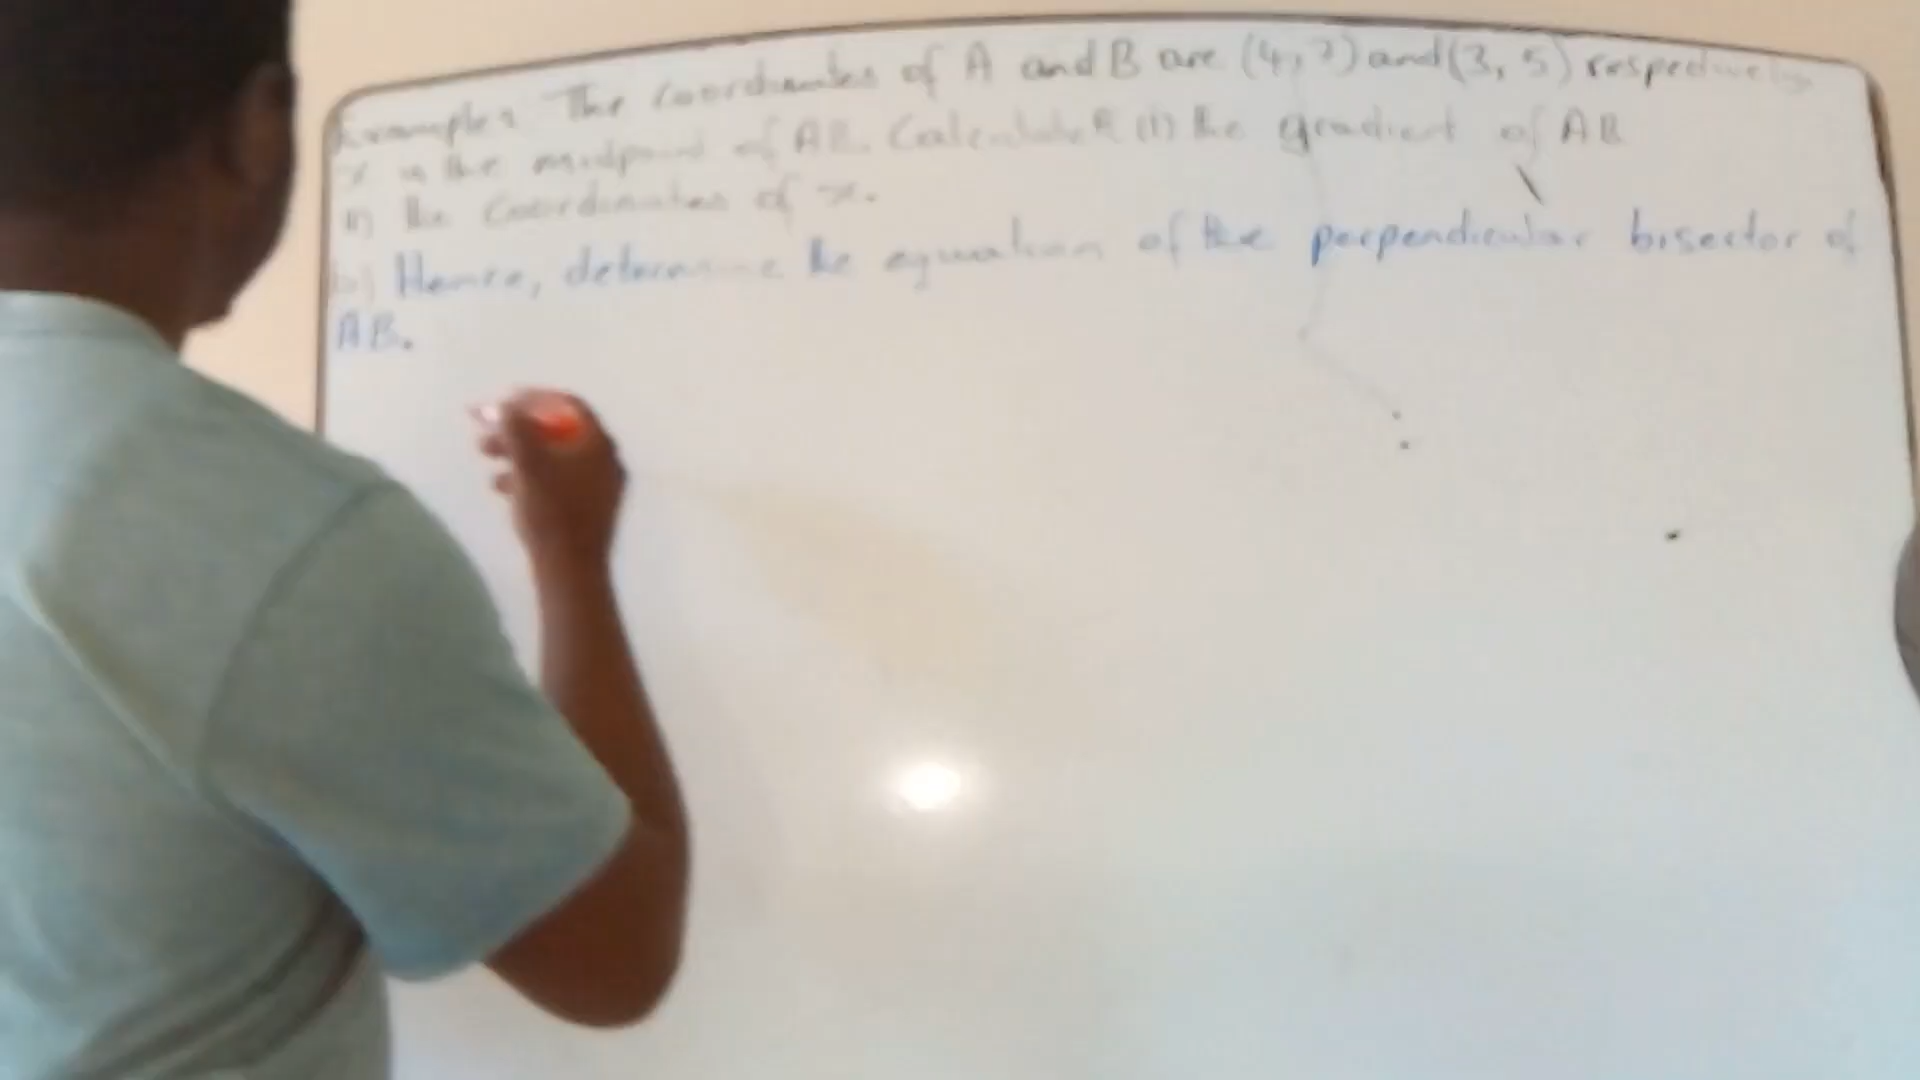 Example: The coordinates of A and B are (4, 7) and (3, 5) respectively
x is the midpoint of AB. Calculate (i) the gradient of AB
ii) the coordinates of x.
b) Hence, determine the equation of the perpendicular bisector of
AB.